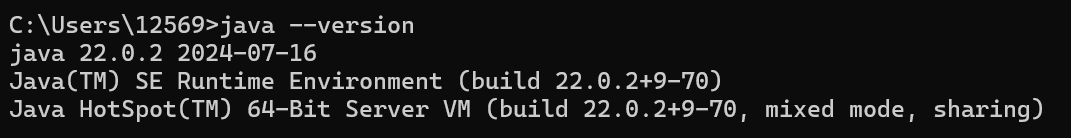 C:\Users\12569>java --version
java 22.0.2 2024-07-16
Java(TM) SE Runtime Environment (build 22.0.2+9-70)
Java HotSpot(TM) 64-Bit Server VM (build 22.0.2+9-70, mixed mode, sharing)